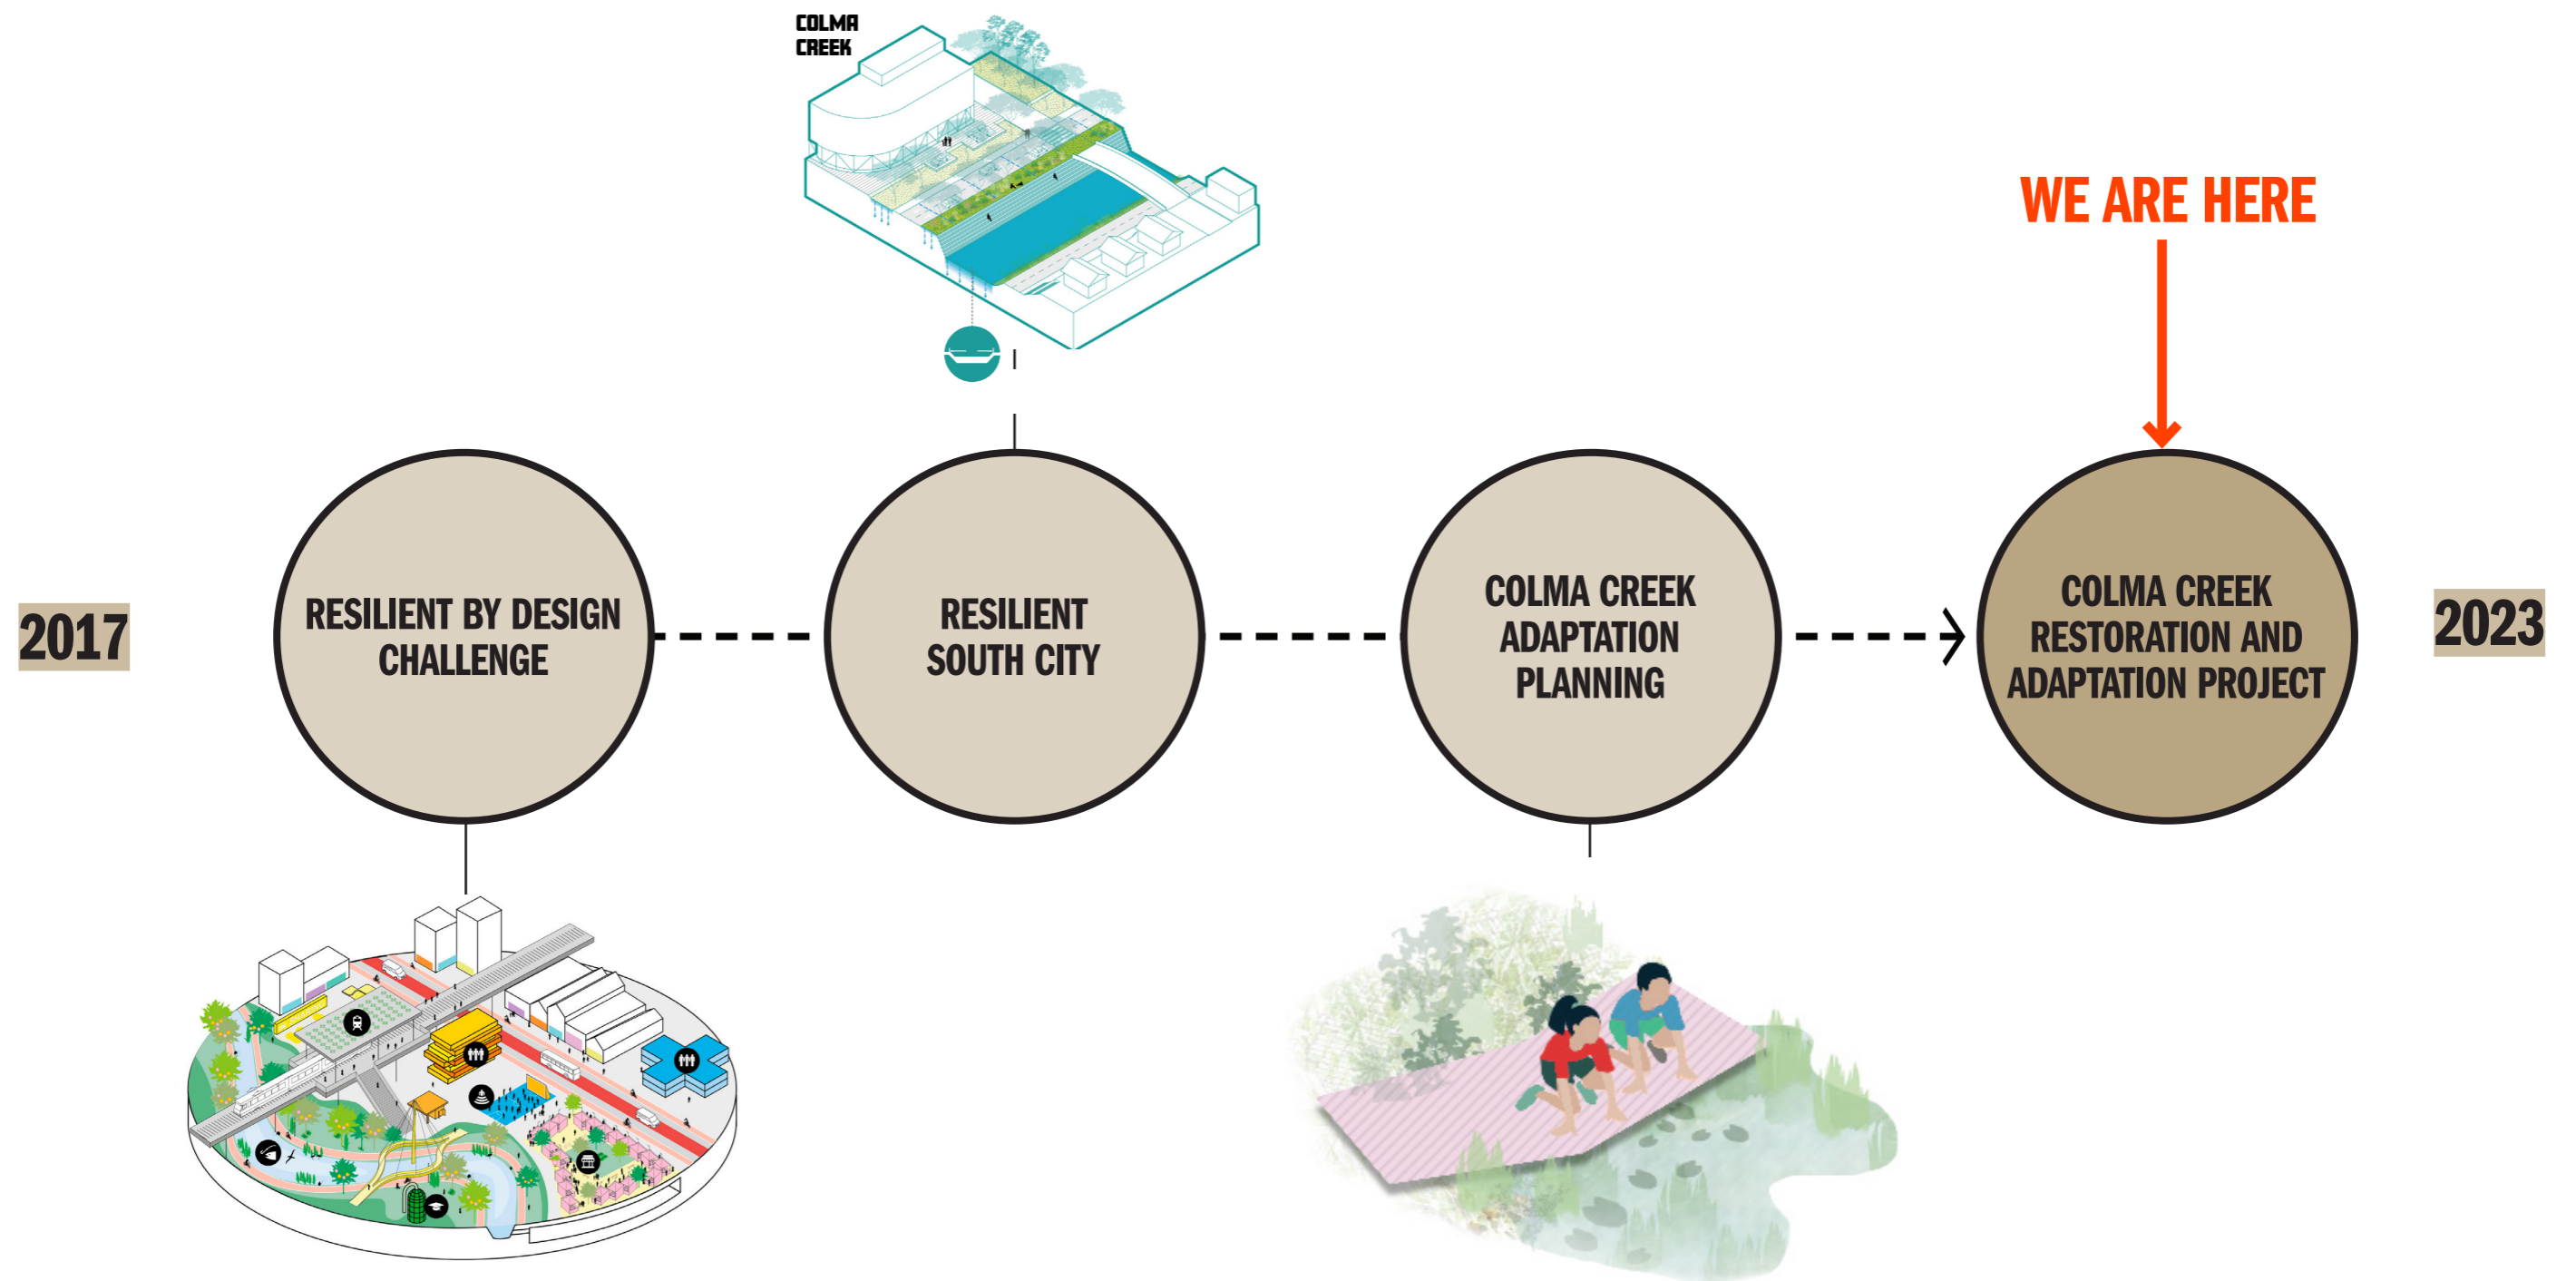 COLMA
CREEK
WE ARE HERE
2017
RESILIENT BY DESIGN
CHALLENGE
RESILIENT
SOUTH CITY
COLMA CREEK
ADAPTATION
PLANNING
COLMA CREEK
RESTORATION AND
ADAPTATION PROJECT
2023